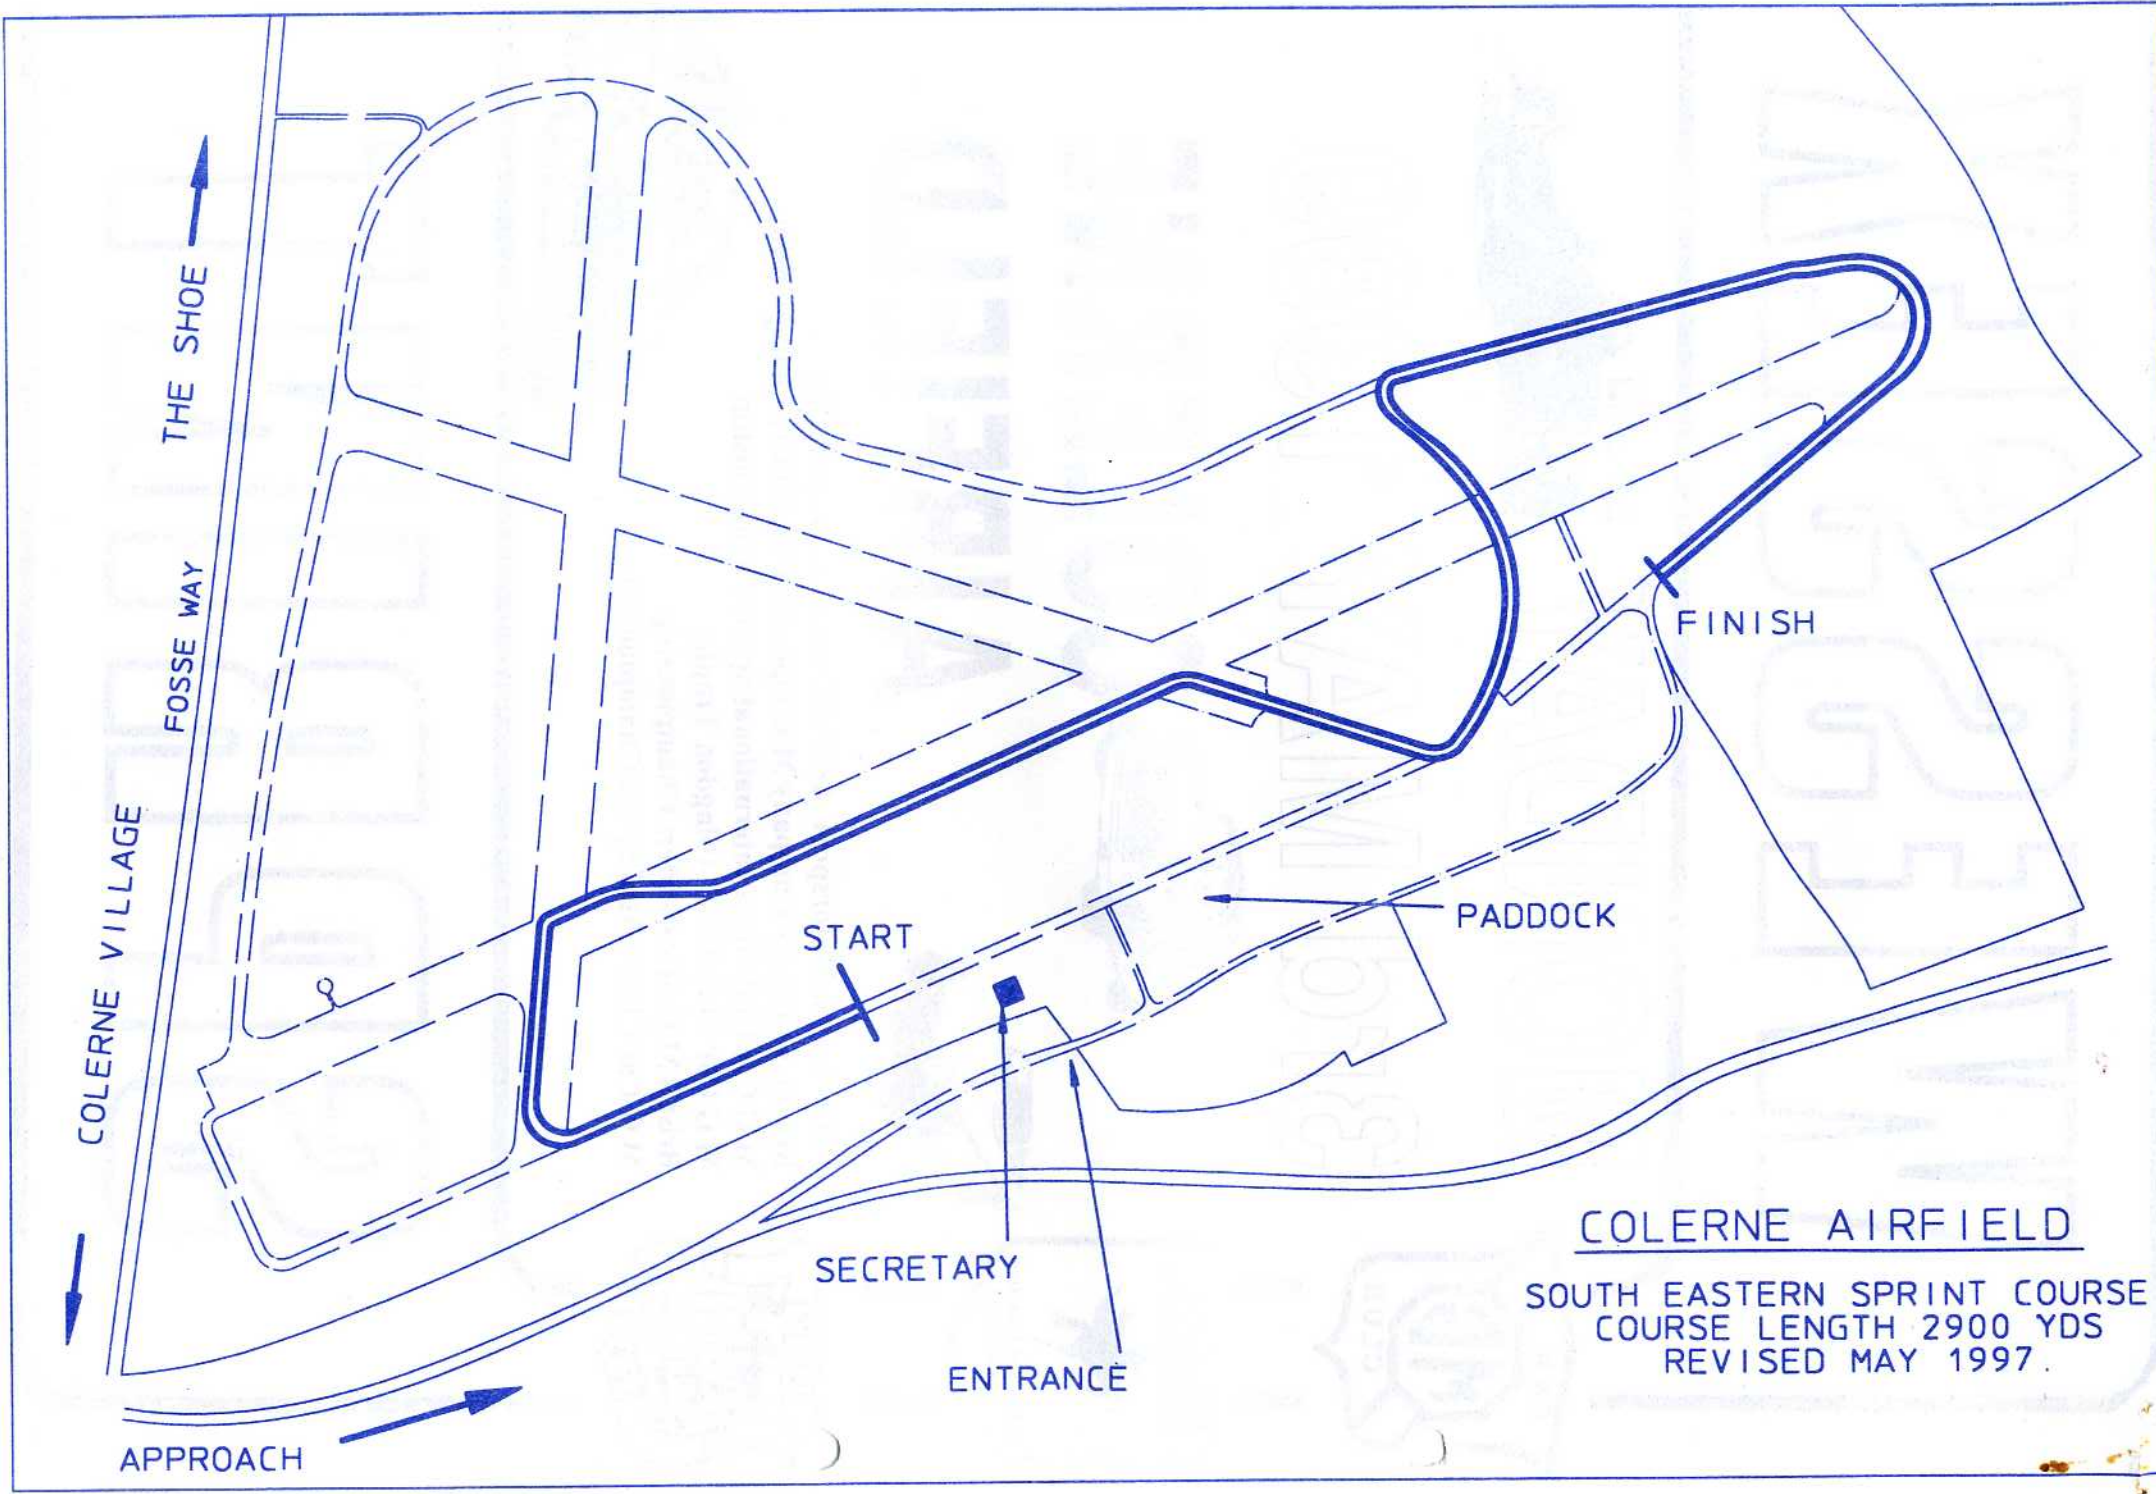 THE SHOE
FOSSE WAY
COLERNE VILLAGE
START
FINISH
PADDOCK
SECRETARY
ENTRANCE
APPROACH
COLERNE AIRFIELD
SOUTH EASTERN SPRINT COURSE
COURSE LENGTH 2900 YDS
REVISED MAY 1997.